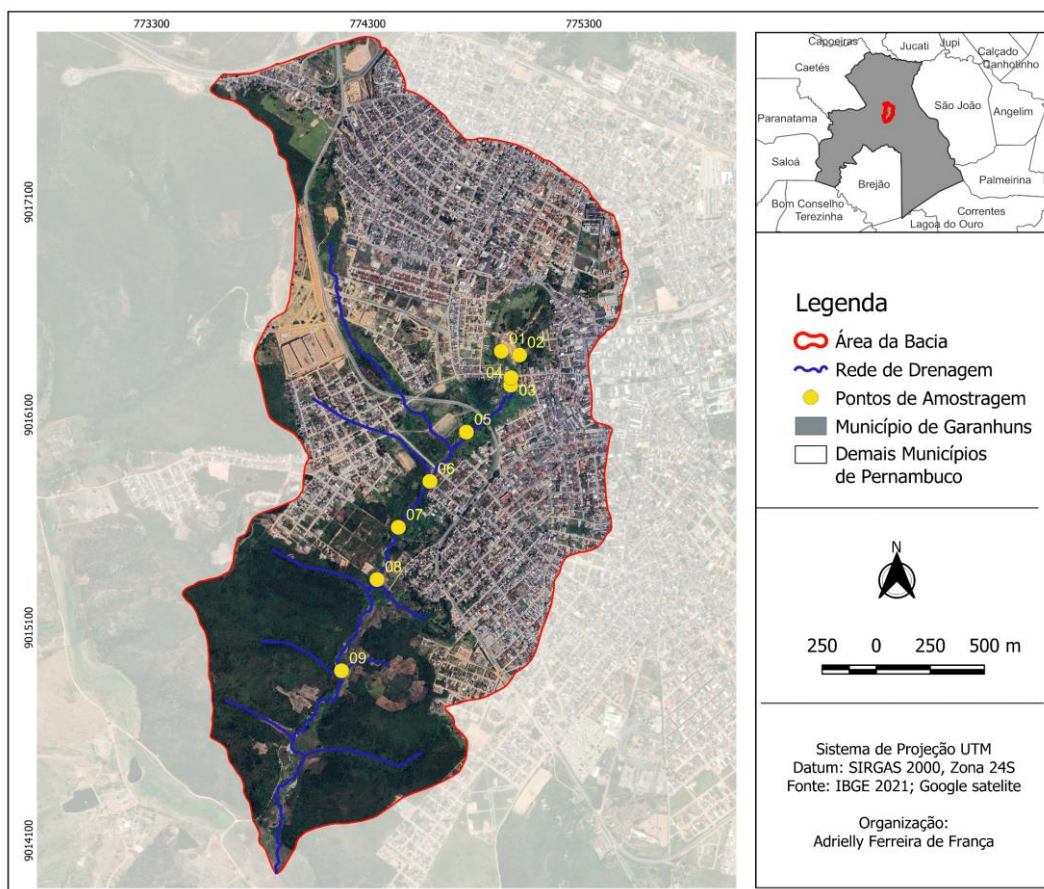 773300
774300
775300
9017100
9016100
9015100
9014100
01
02
04
03
05
06
07
08
09
Capoeiras
Jucati
Jupi
Calçado
Canhotinho
Caetés
São João
Angelim
Paranatama
Saloá
Brejão
Palmeirina
Bom Conselho
Terezinha
Correntes
Lagoa do Ouro
Legenda
Área da Bacia
Rede de Drenagem
Pontos de Amostragem
Município de Garanhuns
Demais Municípios
de Pernambuco
N
250 0 250 500 m
Sistema de Projeção UTM
Datum: SIRGAS 2000, Zona 24S
Fonte: IBGE 2021; Google satelite
Organização:
Adrielly Ferreira de França